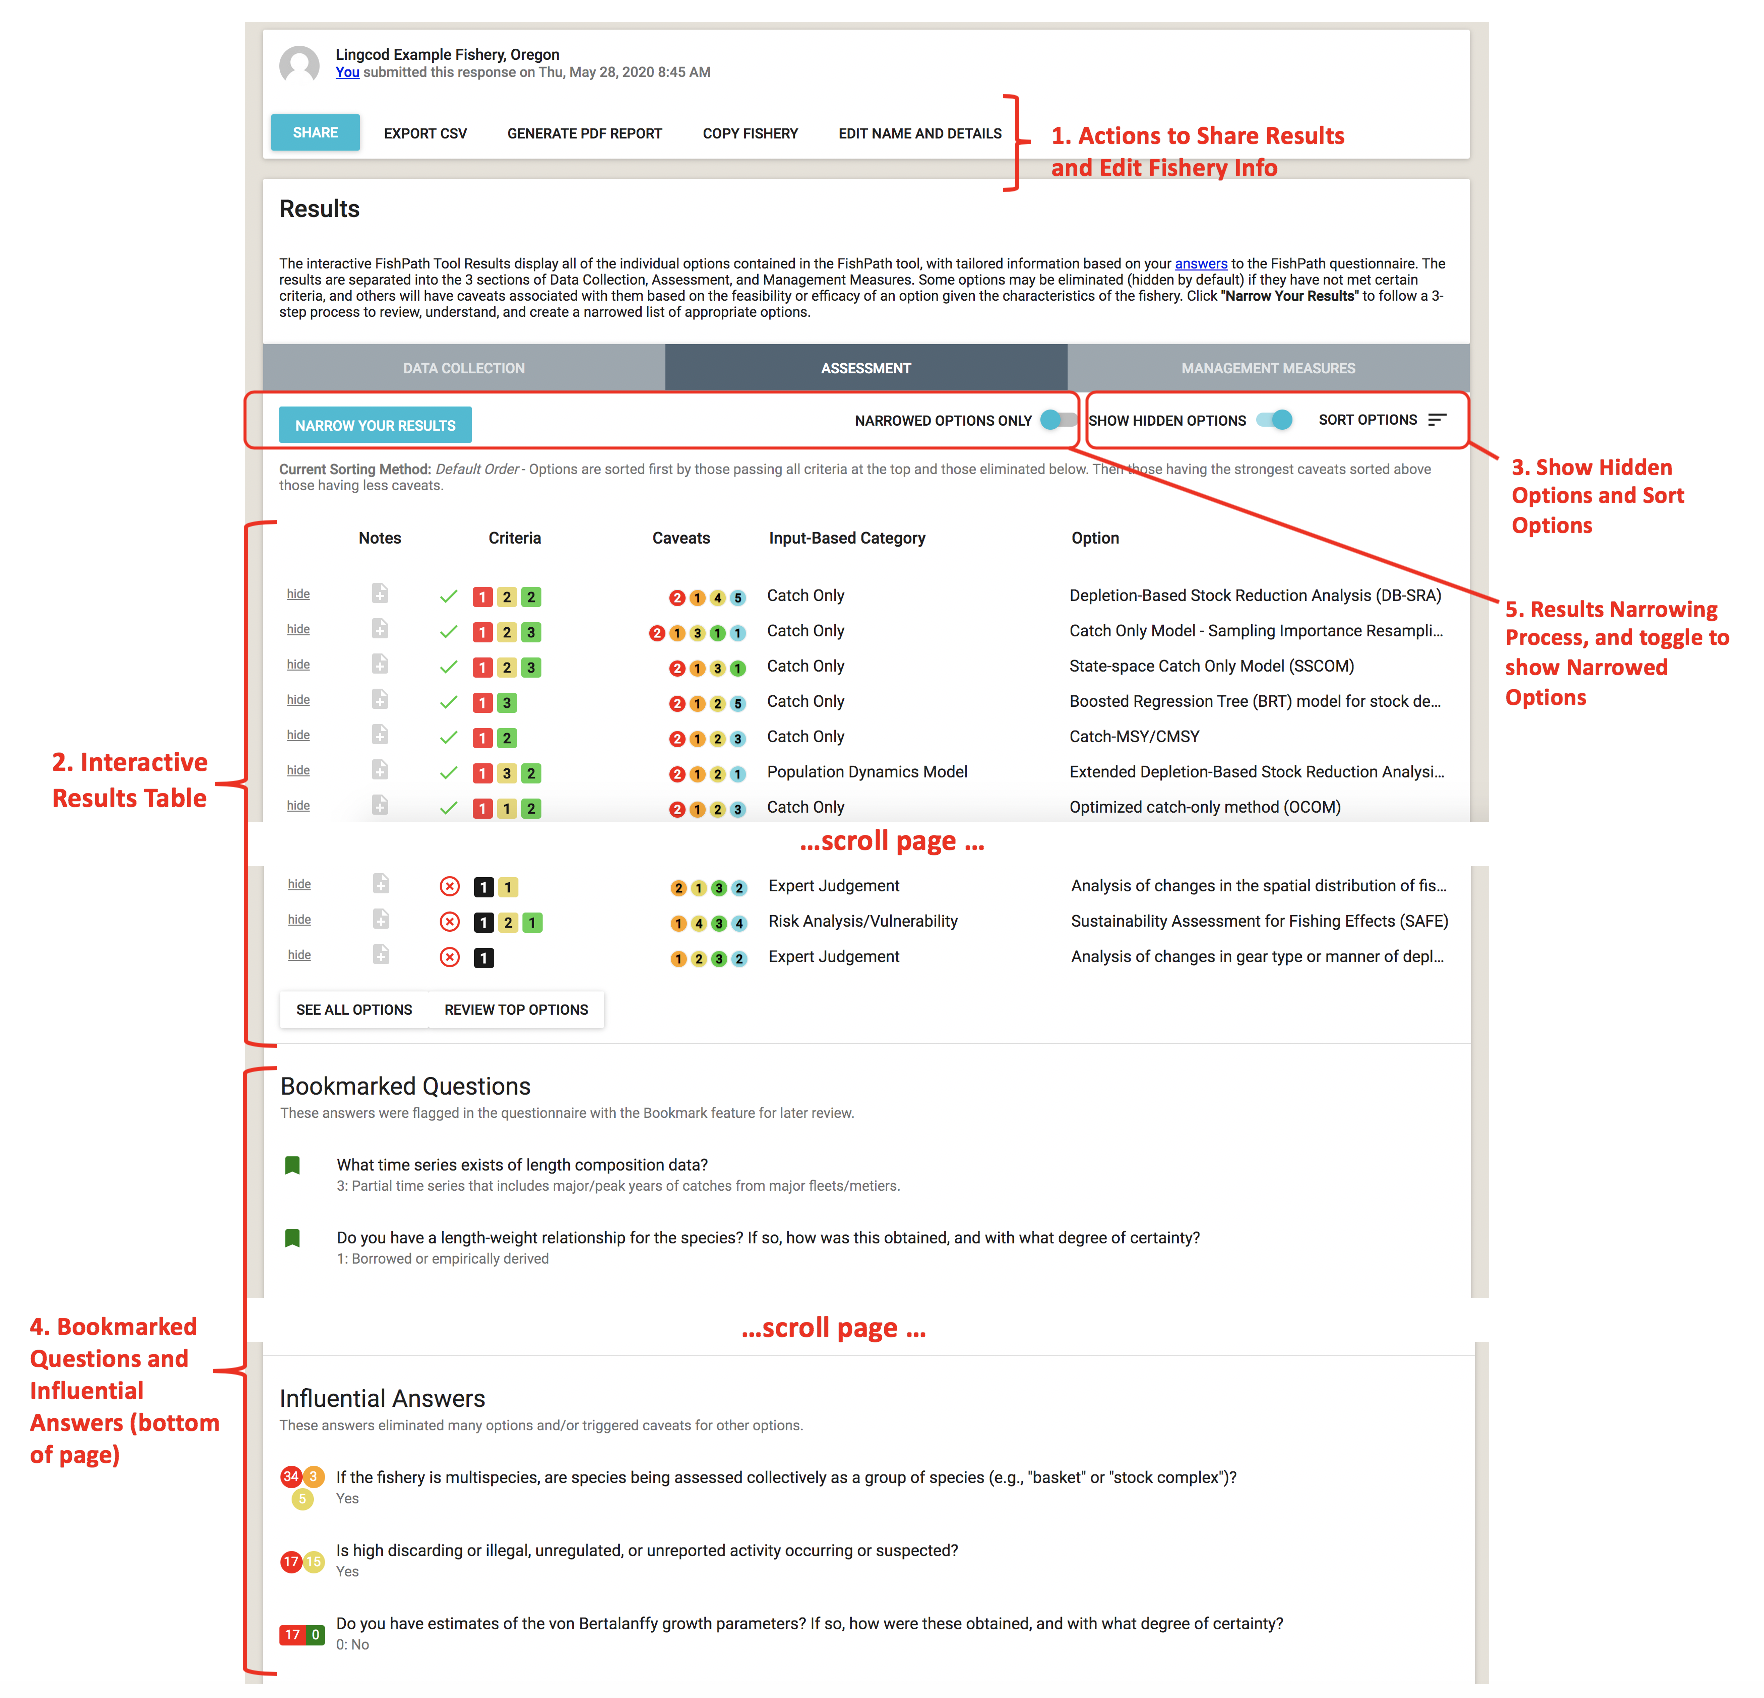 Lingcod Example Fishery, Oregon
You submitted this response on Thu, May 28, 2020 8:45 AM
SHARE
EXPORT CSV
GENERATE PDF REPORT
COPY FISHERY
EDIT NAME AND DETAILS
1. Actions to Share Results
and Edit Fishery Info
Results
The interactive FishPath Tool Results display all of the individual options contained in the FishPath tool, with tailored information based on your answers to the FishPath questionnaire. The
results are separated into the 3 sections of Data Collection, Assessment, and Management Measures. Some options may be eliminated (hidden by default) if they have not met certain
criteria, and others will have caveats associated with them based on the feasibility or efficacy of an option given the characteristics of the fishery. Click "Narrow Your Results" to follow a 3-
step process to review, understand, and create a narrowed list of appropriate options.
DATA COLLECTION
ASSESSMENT
MANAGEMENT MEASURES
NARROW YOUR RESULTS
NARROWED OPTIONS ONLY
SHOW HIDDEN OPTIONS
SORT OPTIONS
Current Sorting Method: Default Order - Options are sorted first by those passing all criteria at the top and those eliminated below. Then those having the strongest caveats sorted above
those having less caveats.
3. Show Hidden
Options and Sort
Options
Notes Criteria Caveats Input-Based Category Option
hide 1 2 2 2 1 4 5 Catch Only Depletion-Based Stock Reduction Analysis (DB-SRA)
hide 1 2 3 2 1 3 1 1 Catch Only Catch Only Model - Sampling Importance Resampli...
hide 1 2 3 2 1 3 1 Catch Only State-space Catch Only Model (SSCOM)
hide 1 3 2 1 2 5 Catch Only Boosted Regression Tree (BRT) model for stock de...
hide 1 2 2 1 2 3 Catch Only Catch-MSY/CMSY
hide 1 3 2 2 1 2 1 Population Dynamics Model Extended Depletion-Based Stock Reduction Analysi...
hide 1 1 2 2 1 2 3 Catch Only Optimized catch-only method (OCOM)
5. Results Narrowing
Process, and toggle to
show Narrowed
Options
2. Interactive
Results Table
...scroll page ...
hide 1 1 2 1 3 2 Expert Judgement Analysis of changes in the spatial distribution of fis...
hide 1 2 1 1 4 3 4 Risk Analysis/Vulnerability Sustainability Assessment for Fishing Effects (SAFE)
hide 1 1 2 3 2 Expert Judgement Analysis of changes in gear type or manner of depl...
SEE ALL OPTIONS
REVIEW TOP OPTIONS
Bookmarked Questions
These answers were flagged in the questionnaire with the Bookmark feature for later review.
What time series exists of length composition data?
3: Partial time series that includes major/peak years of catches from major fleets/metiers.
Do you have a length-weight relationship for the species? If so, how was this obtained, and with what degree of certainty?
1: Borrowed or empirically derived
4. Bookmarked
Questions and
Influential
Answers (bottom
of page)
...scroll page ...
Influential Answers
These answers eliminated many options and/or triggered caveats for other options.
34 3 5
If the fishery is multispecies, are species being assessed collectively as a group of species (e.g., "basket" or "stock complex")?
Yes
17 15
Is high discarding or illegal, unregulated, or unreported activity occurring or suspected?
Yes
17 0
Do you have estimates of the von Bertalanffy growth parameters? If so, how were these obtained, and with what degree of certainty?
0: No